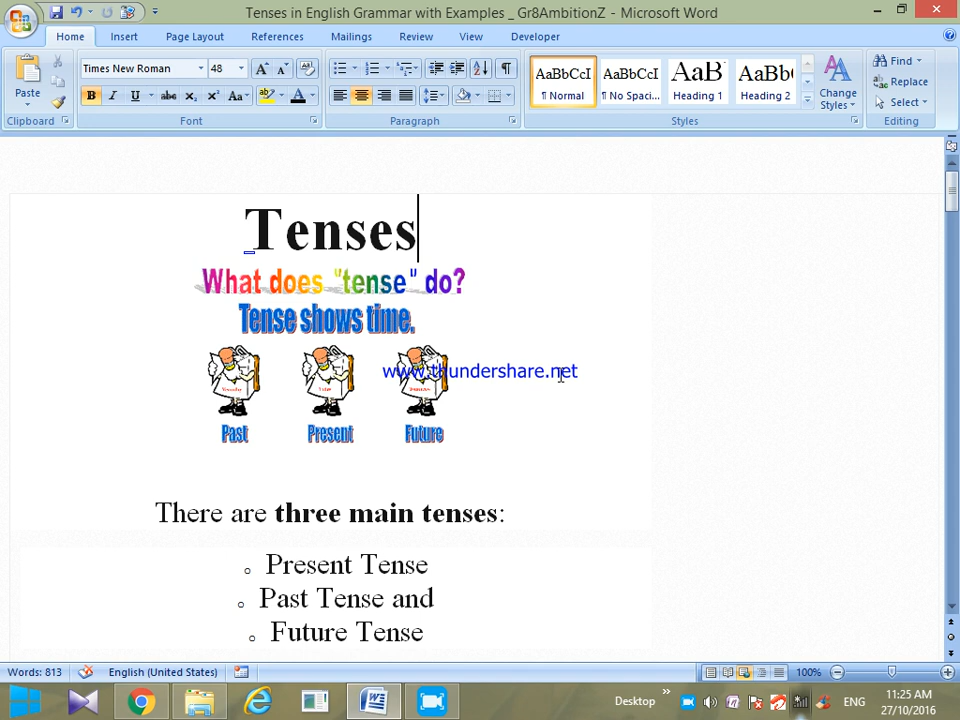 Tenses in English Grammar with Examples _ Gr8AmbitionZ - Microsoft Word
Home Insert Page Layout References Mailings Review View Developer
Times New Roman 48
Find
Replace
Select
Paste
AaBbCcI AaBbCcI
¶ Normal ¶ No Spaci... Heading 1 Heading 2
Change
Styles
Clipboard Font Paragraph Styles Editing
Tenses
What does "tense" do?
Tense shows time.
www.thundershare.net
Past Present Future
There are three main tenses:
Present Tense
Past Tense and
Future Tense
Words: 813 English (United States) 100%
Desktop ENG
11:25 AM
27/10/2016